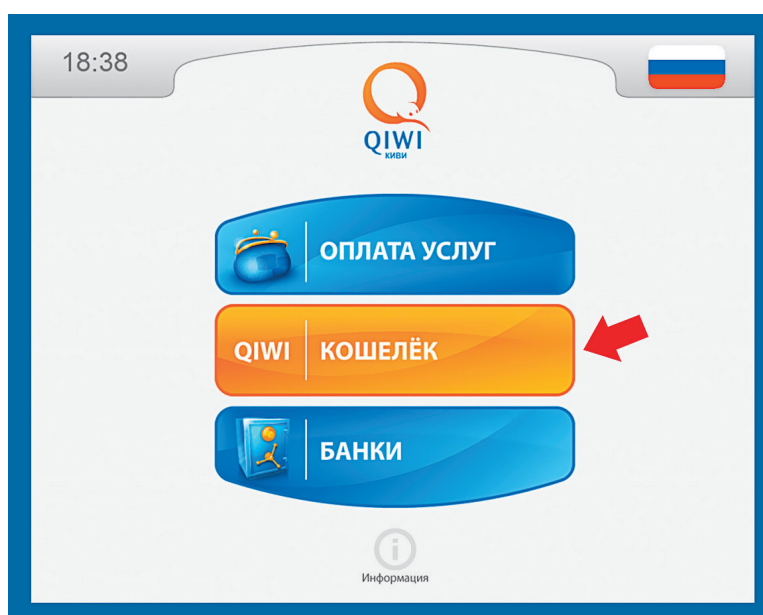 18:38
QIWI
КИВИ
ОПЛАТА УСЛУГ
QIWI КОШЕЛЁК
БАНКИ
Информация